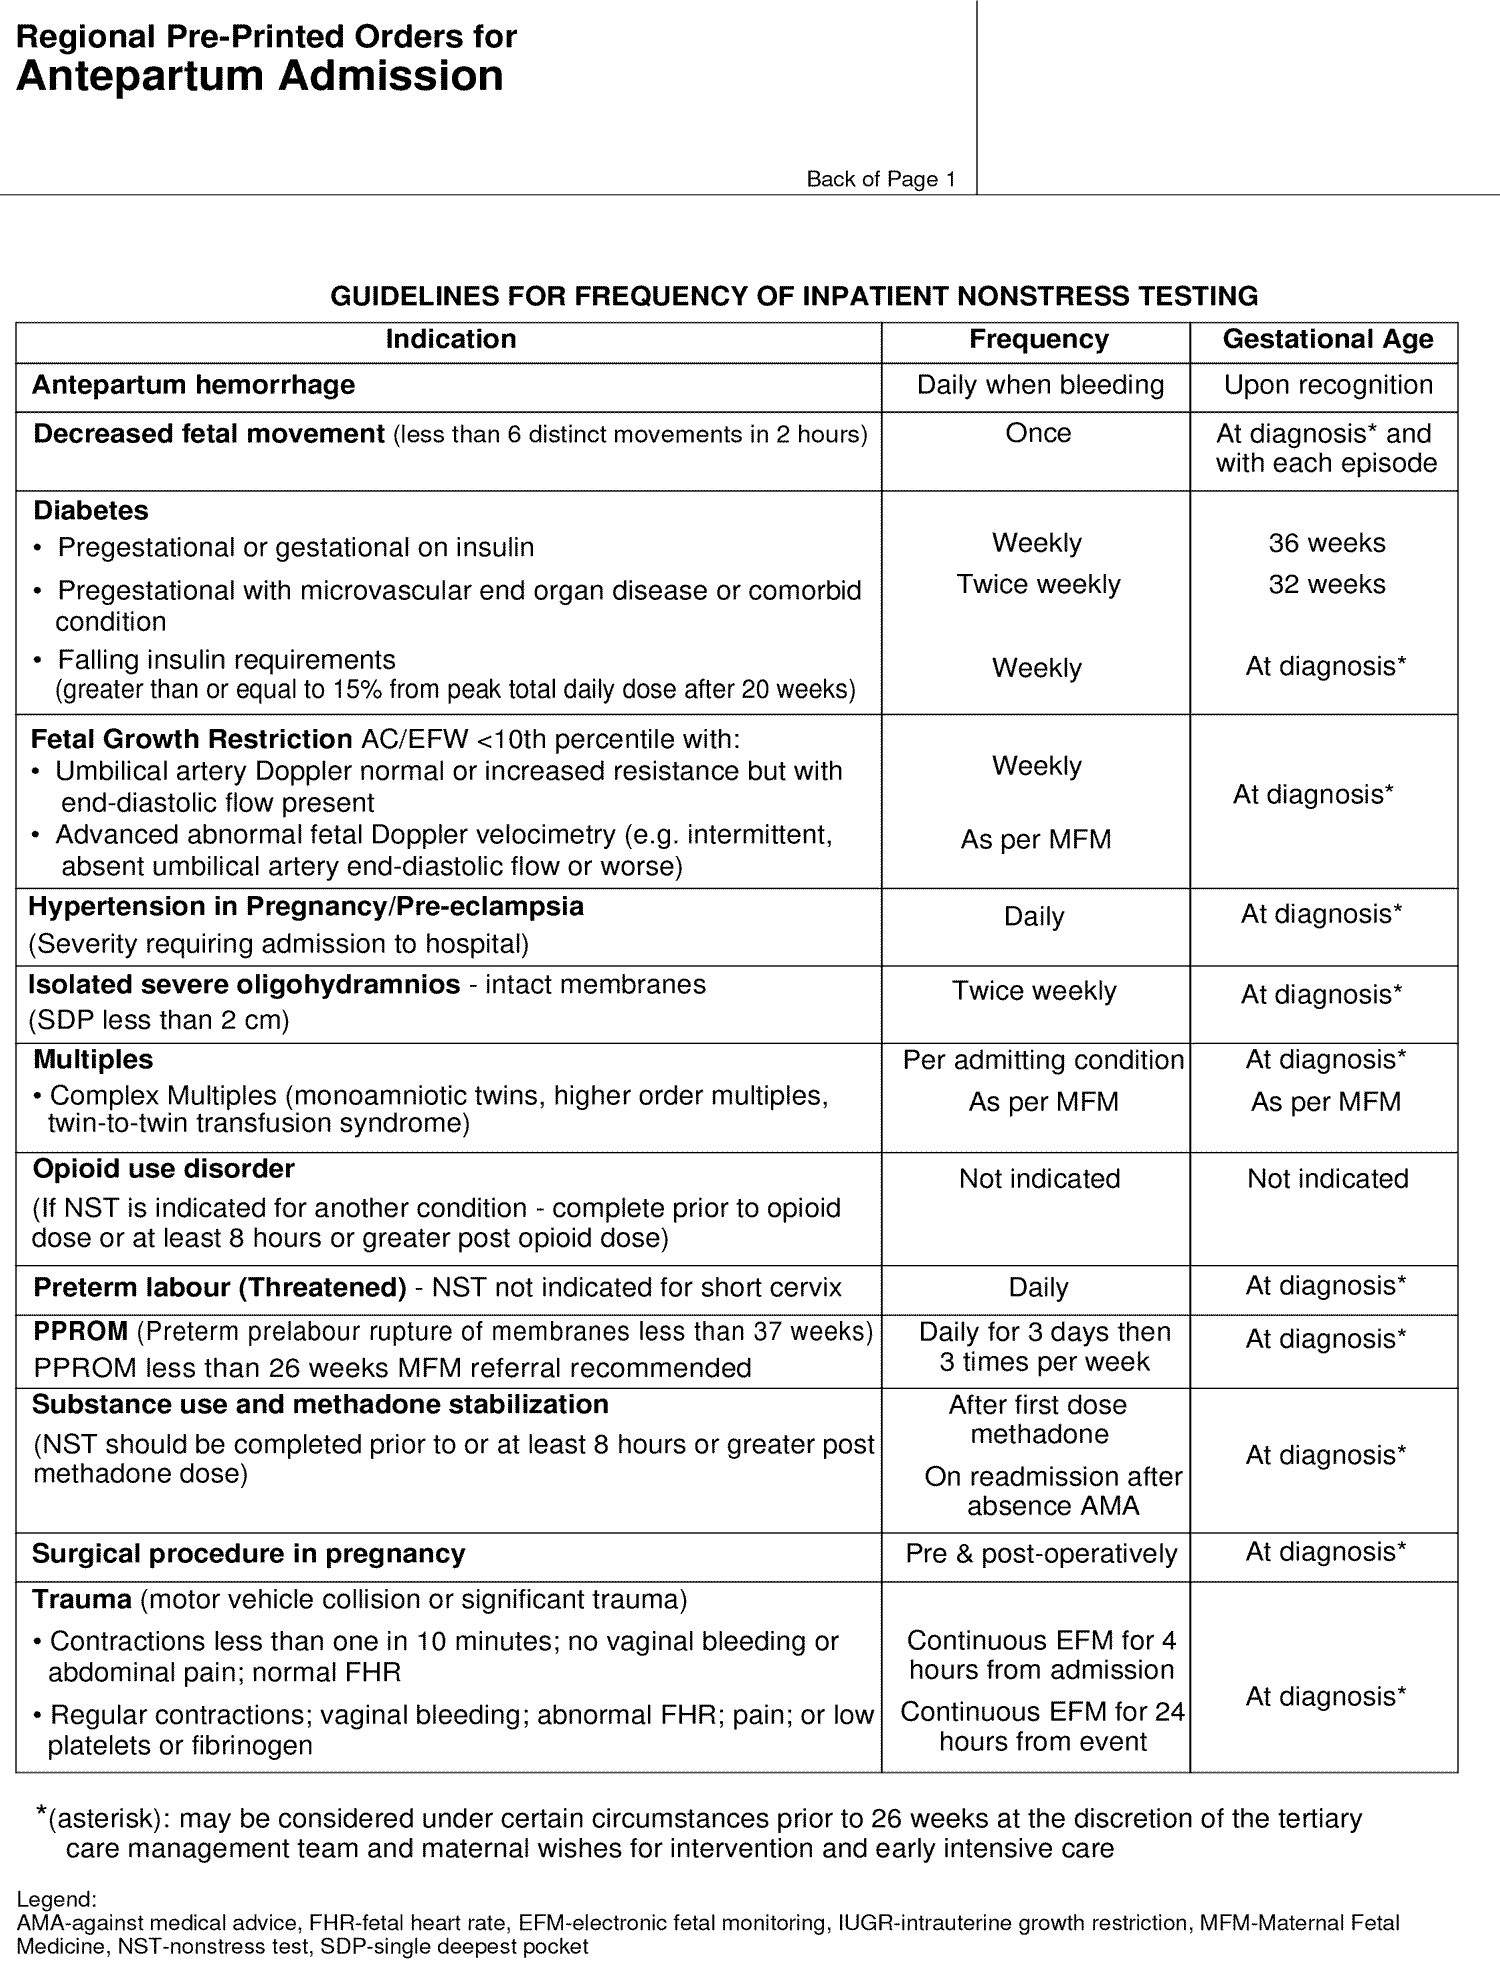 Regional Pre-Printed Orders for
Antepartum Admission
Back of Page 1
GUIDELINES FOR FREQUENCY OF INPATIENT NONSTRESS TESTING
Indication Frequency Gestational Age
Antepartum hemorrhage Daily when bleeding Upon recognition
Decreased fetal movement (less than 6 distinct movements in 2 hours) Once At diagnosis* and
with each episode
Diabetes
• Pregestational or gestational on insulin Weekly 36 weeks
• Pregestational with microvascular end organ disease or comorbid Twice weekly 32 weeks
condition
• Falling insulin requirements Weekly At diagnosis*
(greater than or equal to 15% from peak total daily dose after 20 weeks)
Fetal Growth Restriction AC/EFW <10th percentile with:
• Umbilical artery Doppler normal or increased resistance but with Weekly
end-diastolic flow present At diagnosis*
• Advanced abnormal fetal Doppler velocimetry (e.g. intermittent, As per MFM
absent umbilical artery end-diastolic flow or worse)
Hypertension in Pregnancy/Pre-eclampsia Daily At diagnosis*
(Severity requiring admission to hospital)
Isolated severe oligohydramnios - intact membranes Twice weekly At diagnosis*
(SDP less than 2 cm)
Multiples Per admitting condition At diagnosis*
• Complex Multiples (monoamniotic twins, higher order multiples, As per MFM As per MFM
twin-to-twin transfusion syndrome)
Opioid use disorder Not indicated Not indicated
(If NST is indicated for another condition - complete prior to opioid
dose or at least 8 hours or greater post opioid dose)
Preterm labour (Threatened) - NST not indicated for short cervix Daily At diagnosis*
PPROM (Preterm prelabour rupture of membranes less than 37 weeks) Daily for 3 days then At diagnosis*
PPROM less than 26 weeks MFM referral recommended 3 times per week
Substance use and methadone stabilization After first dose
methadone
(NST should be completed prior to or at least 8 hours or greater post At diagnosis*
methadone dose) On readmission after
absence AMA
Surgical procedure in pregnancy Pre & post-operatively At diagnosis*
Trauma (motor vehicle collision or significant trauma)
• Contractions less than one in 10 minutes; no vaginal bleeding or Continuous EFM for 4
abdominal pain; normal FHR hours from admission
At diagnosis*
• Regular contractions; vaginal bleeding; abnormal FHR; pain; or low Continuous EFM for 24
platelets or fibrinogen hours from event
*(asterisk): may be considered under certain circumstances prior to 26 weeks at the discretion of the tertiary
care management team and maternal wishes for intervention and early intensive care
Legend:
AMA-against medical advice, FHR-fetal heart rate, EFM-electronic fetal monitoring, IUGR-intrauterine growth restriction, MFM-Maternal Fetal
Medicine, NST-nonstress test, SDP-single deepest pocket